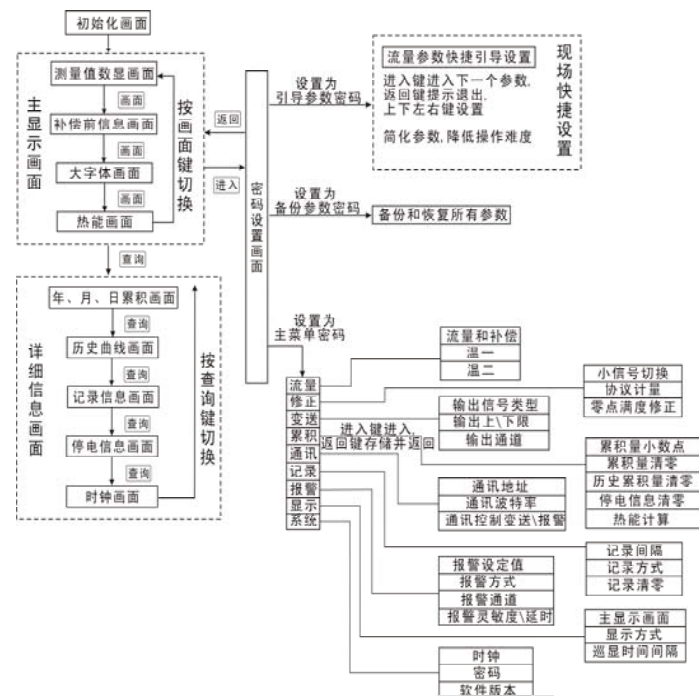 初始化画面
测量值数显画面
画面
补偿前信息画面
画面
大字体画面
画面
热能画面
主显示画面
按画面键切换
查询
年、月、日累积画面
查询
历史曲线画面
查询
记录信息画面
查询
停电信息画面
查询
时钟画面
详细信息画面
按查询键切换
返回
进入
密码设置画面
设置为
引导参数密码
流量参数快捷引导设置
进入键进入下一个参数,
返回键提示退出,
上下左右键设置
简化参数,降低操作难度
现场快捷设置
设置为
备份参数密码
备份和恢复所有参数
设置为
主菜单密码
流量
修正
变送
累积
通讯
记录
报警
显示
系统
进入键进入,
返回键存储并返回
流量和补偿
温一
温二
小信号切换
协议计量
零点满度修正
输出信号类型
输出上\下限
输出通道
累积量小数点
累积量清零
历史累积量清零
停电信息清零
热能计算
通讯地址
通讯波特率
通讯控制变送\报警
记录间隔
记录方式
记录清零
报警设定值
报警方式
报警通道
报警灵敏度\延时
主显示画面
显示方式
巡显时间间隔
时钟
密码
软件版本